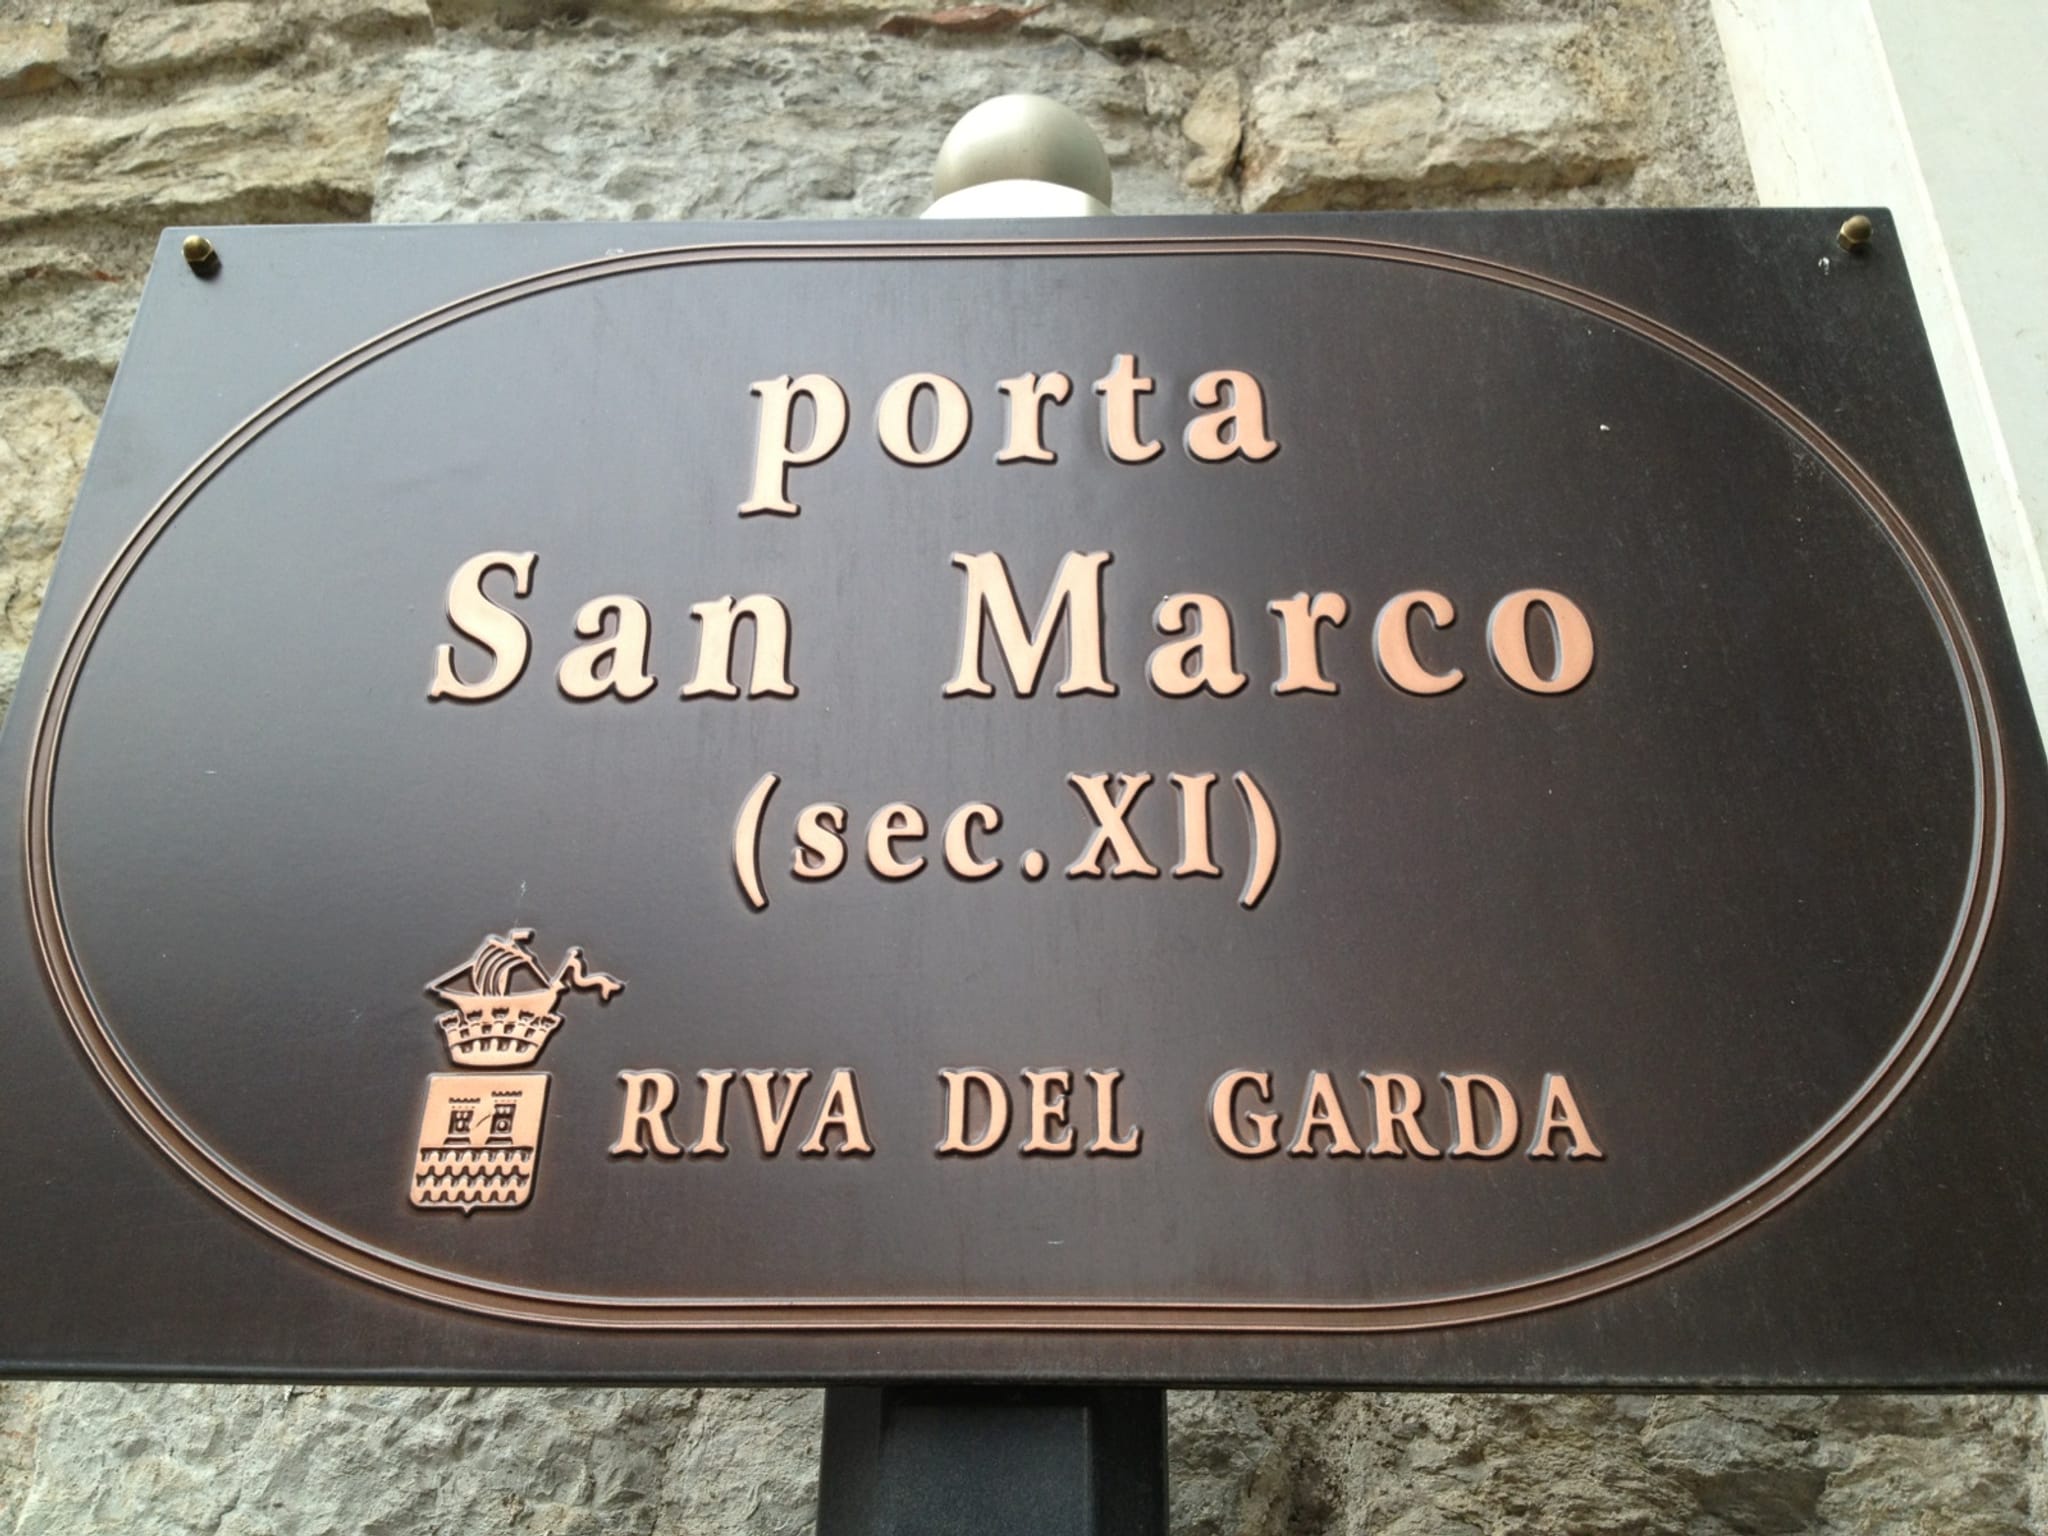 porta
San Marco
(sec.XI)
RIVA DEL GARDA